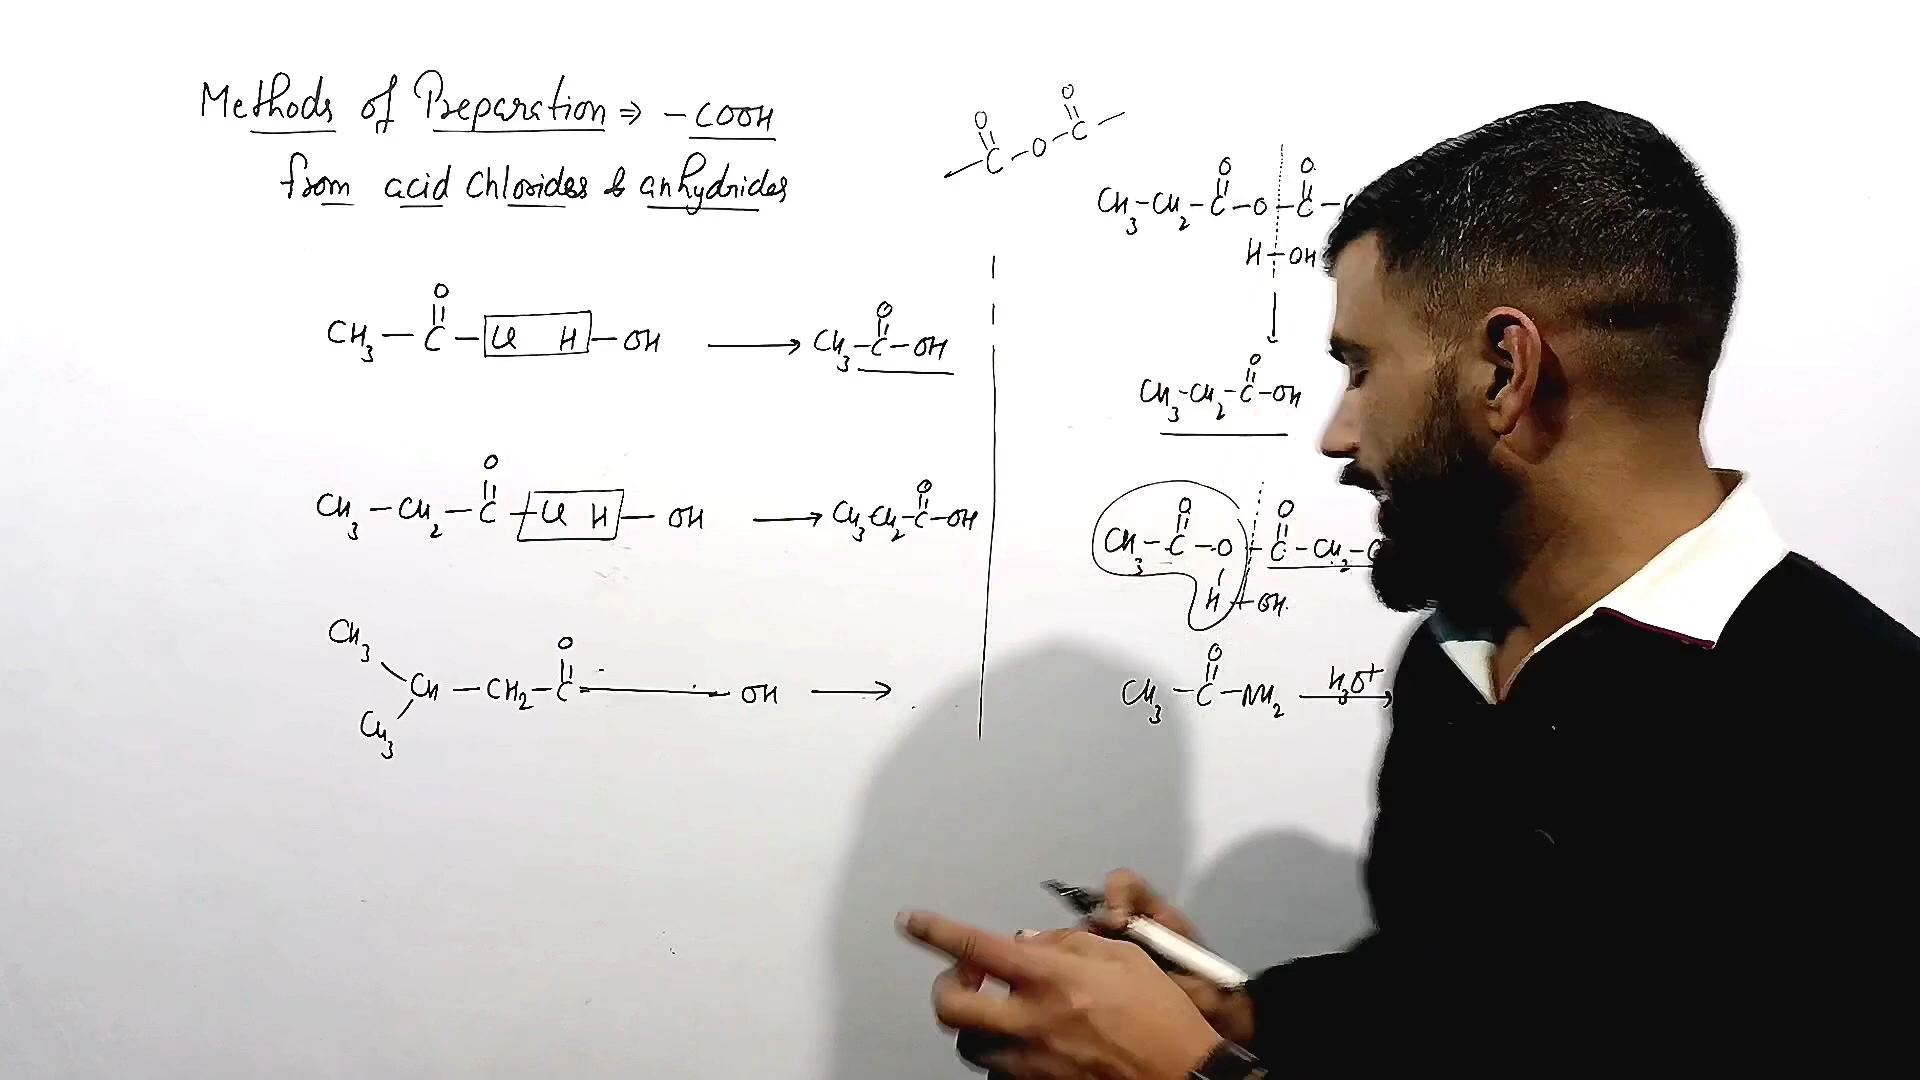 Methods of Preparation ⇒ -COOH
from acid chlorides & anhydrides
O O
C-O-C
CH3-C(=O)-Cl H-OH → CH3-C(=O)-OH
CH3-CH2-C(=O)-Cl H-OH → CH3CH2-C(=O)-OH
CH3
CH-CH2-C(=O)-OH →
CH3
CH3-CH2-C(=O)-O-C(=O)-
H-OH
↓
CH3-CH2-C(=O)-OH
CH3-C(=O)-O-C(=O)-CH2-
H-OH
CH3-C(=O)-NH2 H3O+ →